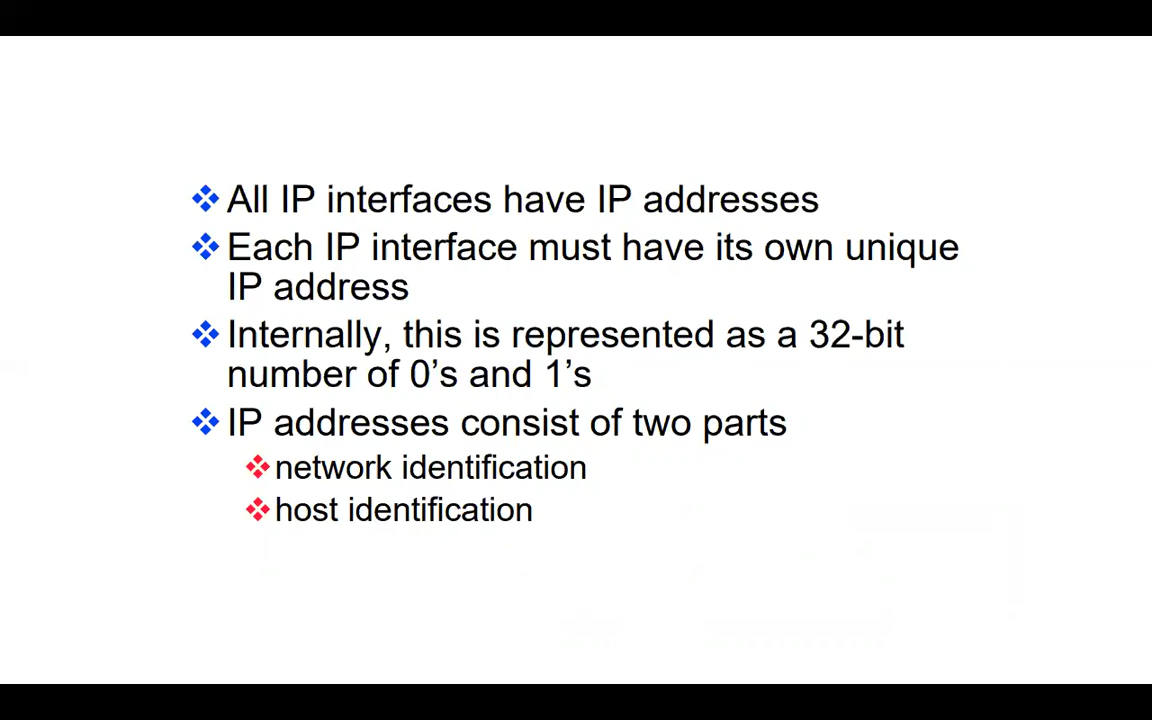 All IP interfaces have IP addresses
Each IP interface must have its own unique
IP address
Internally, this is represented as a 32-bit
number of 0’s and 1’s
IP addresses consist of two parts
network identification
host identification